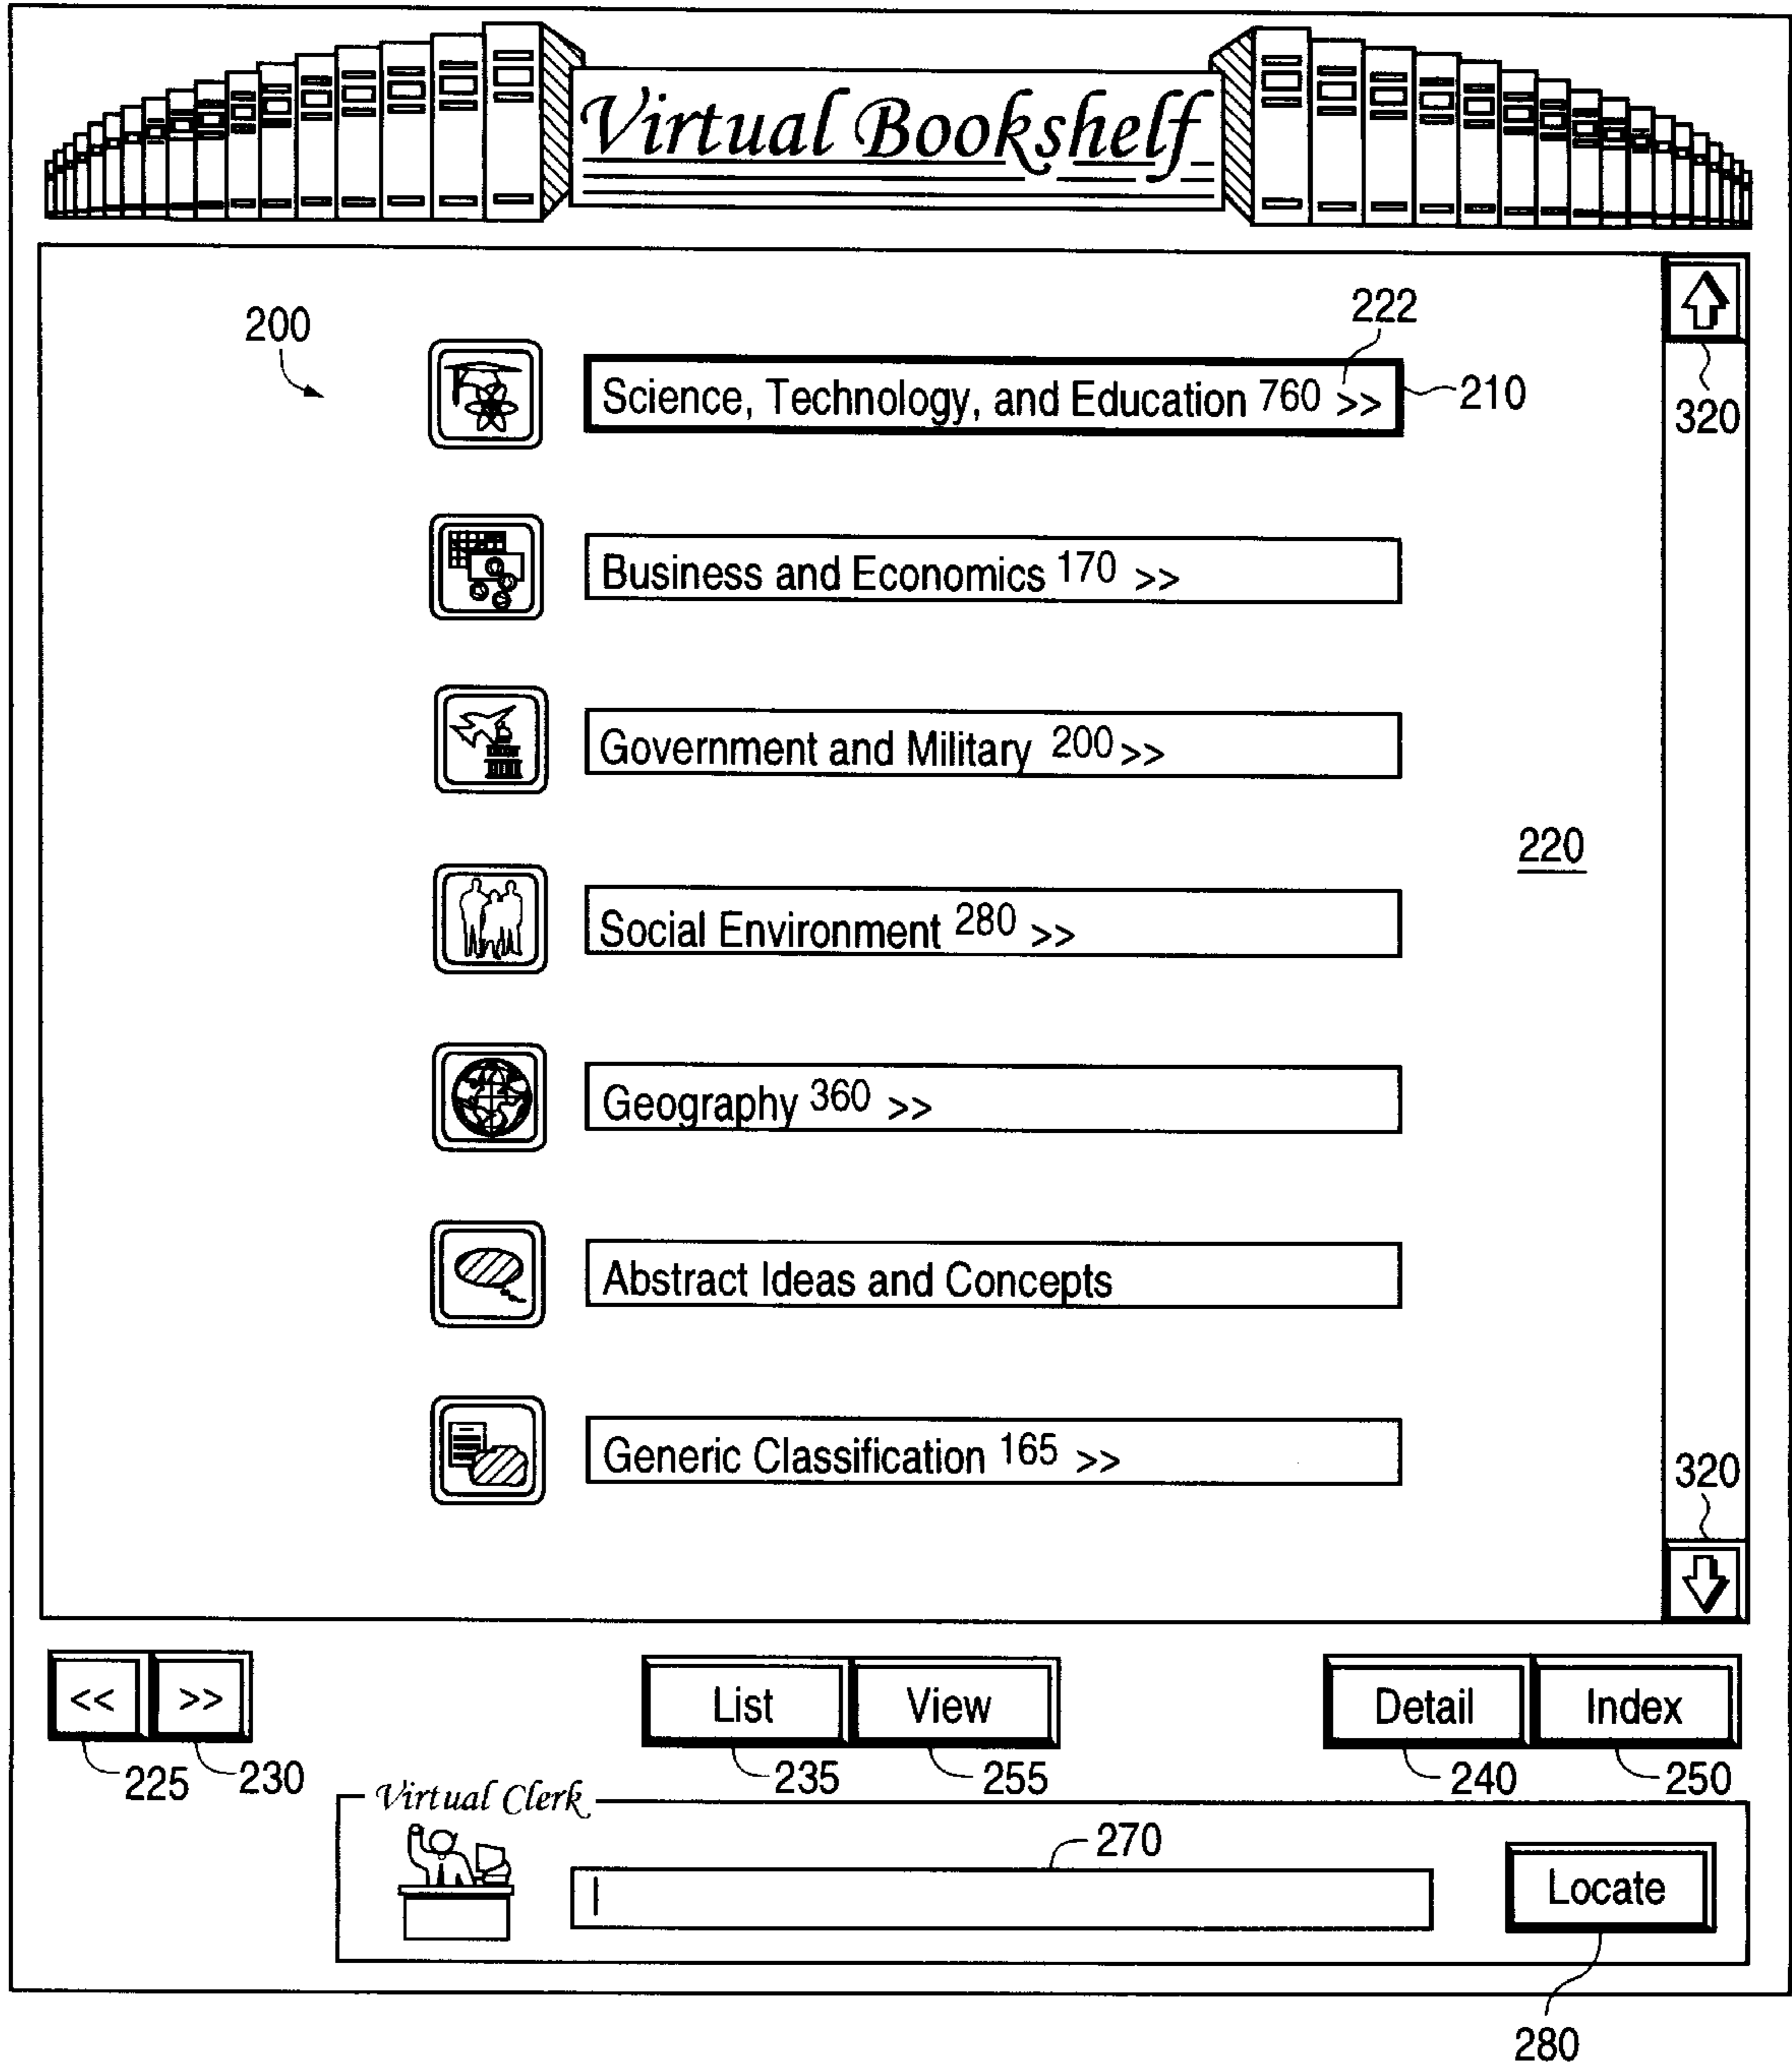 Virtual Bookshelf
200
222
Science, Technology, and Education 760 >>
210
320
Business and Economics 170 >>
Government and Military 200 >>
220
Social Environment 280 >>
Geography 360 >>
Abstract Ideas and Concepts
Generic Classification 165 >>
320
<< >> List View Detail Index
225 230 235 255 240 250
Virtual Clerk
270
Locate
280